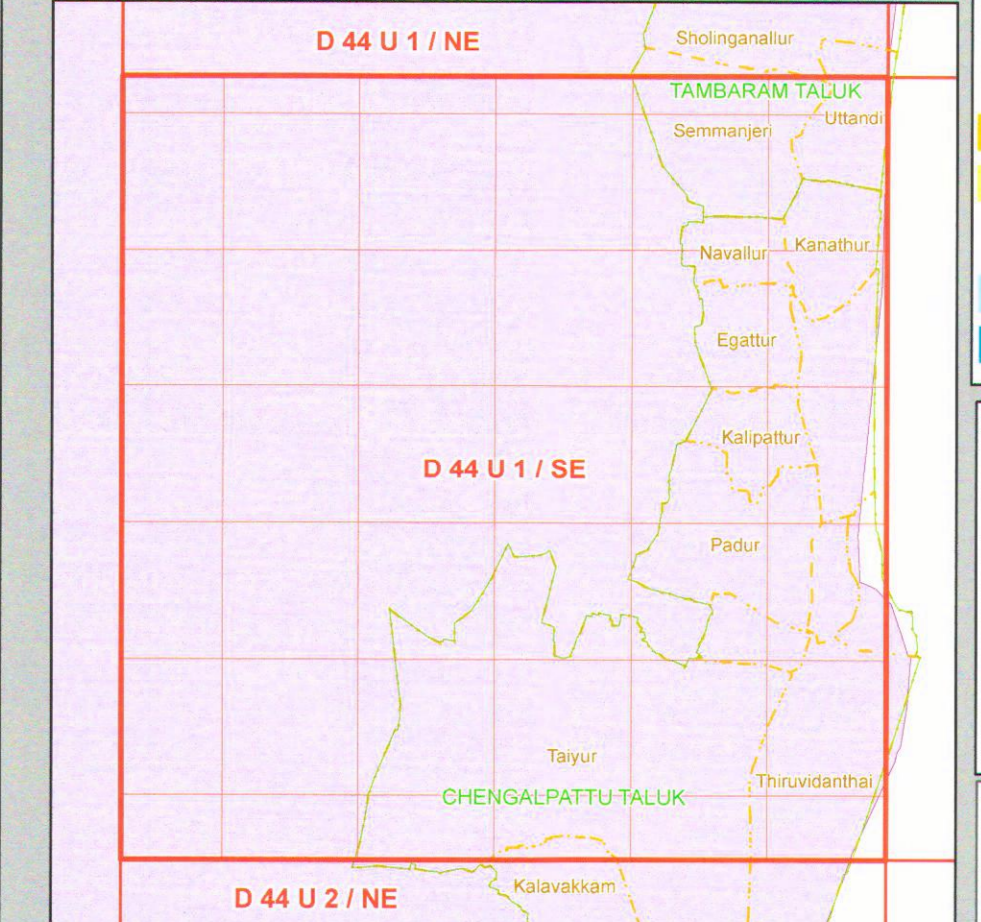 D 44 U 1 / NE
Sholinganallur
TAMBARAM TALUK
Uttandi
Semmanjeri
Kanathur
Navallur
Egattur
Kalipattur
D 44 U 1 / SE
Padur
Taiyur
Thiruvidanthai
CHENGALPATTU TALUK
Kalavakkam
D 44 U 2 / NE